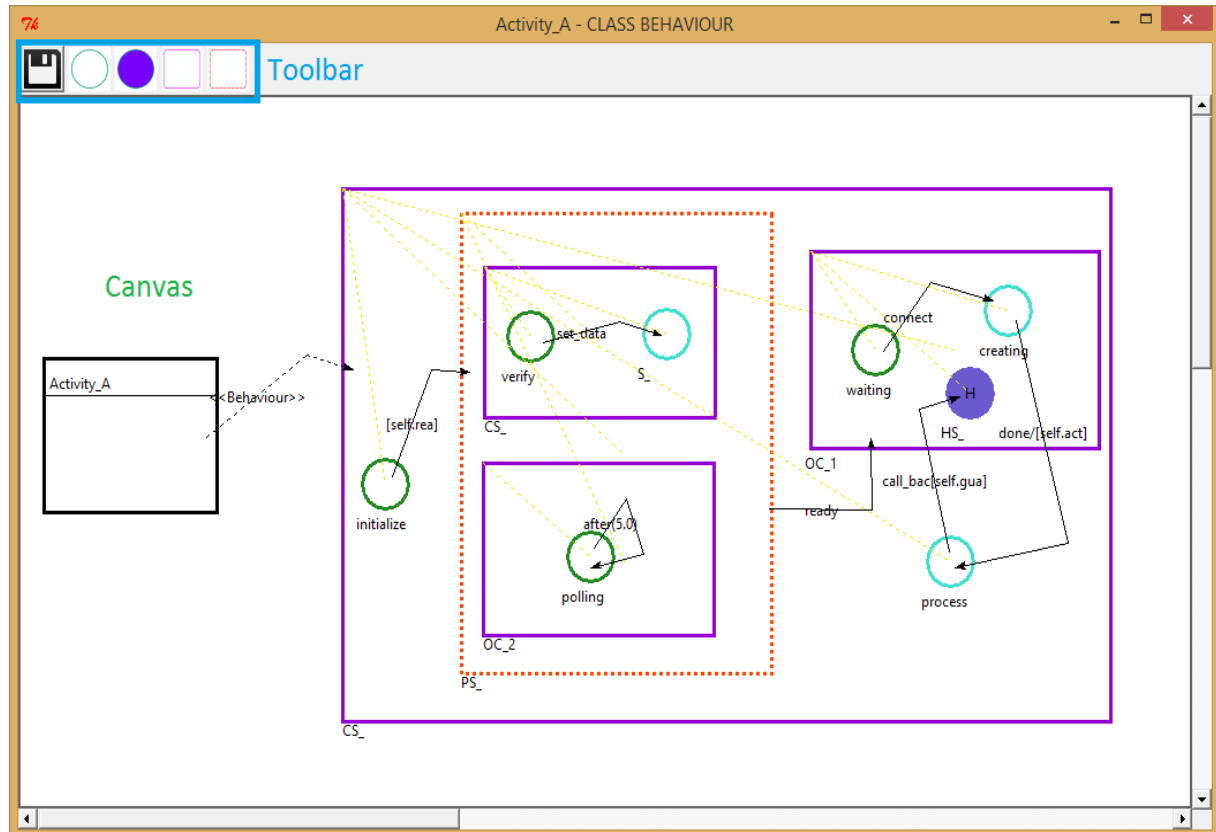 Activity_A - CLASS BEHAVIOUR
Toolbar
Canvas
Activity_A
<<Behaviour>>
[self.rea]
initialize
set_data
verify
S_
CS_
after(5.0)
polling
OC_2
PS_
CS_
connect
creating
waiting
H
HS_
done/[self.act]
OC_1
call_bac[self.gua]
ready
process